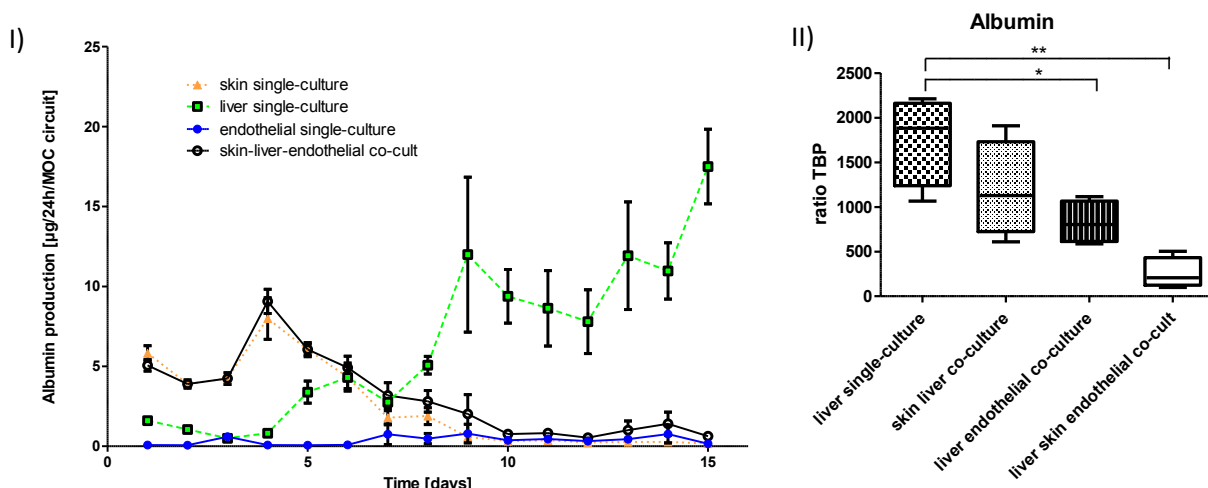 I)
25
20
15
10
5
0
Albumin production [µg/24h/MOC circuit]
skin single-culture
liver single-culture
endothelial single-culture
skin-liver-endothelial co-cult
5
10
15
Time [days]
II)
Albumin
**
*
2500
2000
1500
1000
500
0
ratio TBP
liver single-culture
skin liver co-culture
liver endothelial co-culture
liver skin endothelial co-cult